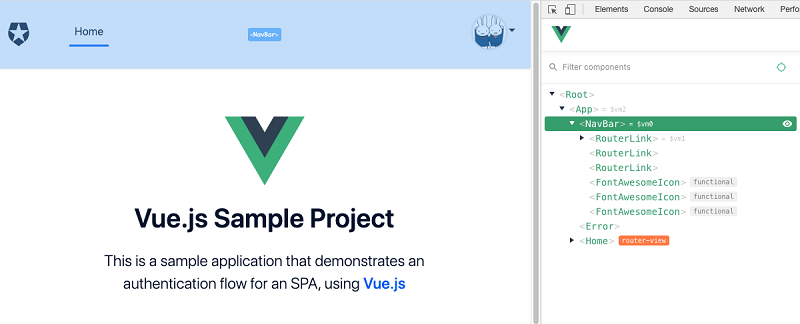 Elements Console Sources Network Perfo
Home
<NavBar>
Filter components
<Root>
<App> = $vm2
<NavBar> = $vm0
<RouterLink> = $vm1
<RouterLink>
<RouterLink>
<FontAwesomeIcon> functional
<FontAwesomeIcon> functional
<FontAwesomeIcon> functional
<Error>
<Home> router-view
Vue.js Sample Project
This is a sample application that demonstrates an
authentication flow for an SPA, using Vue.js